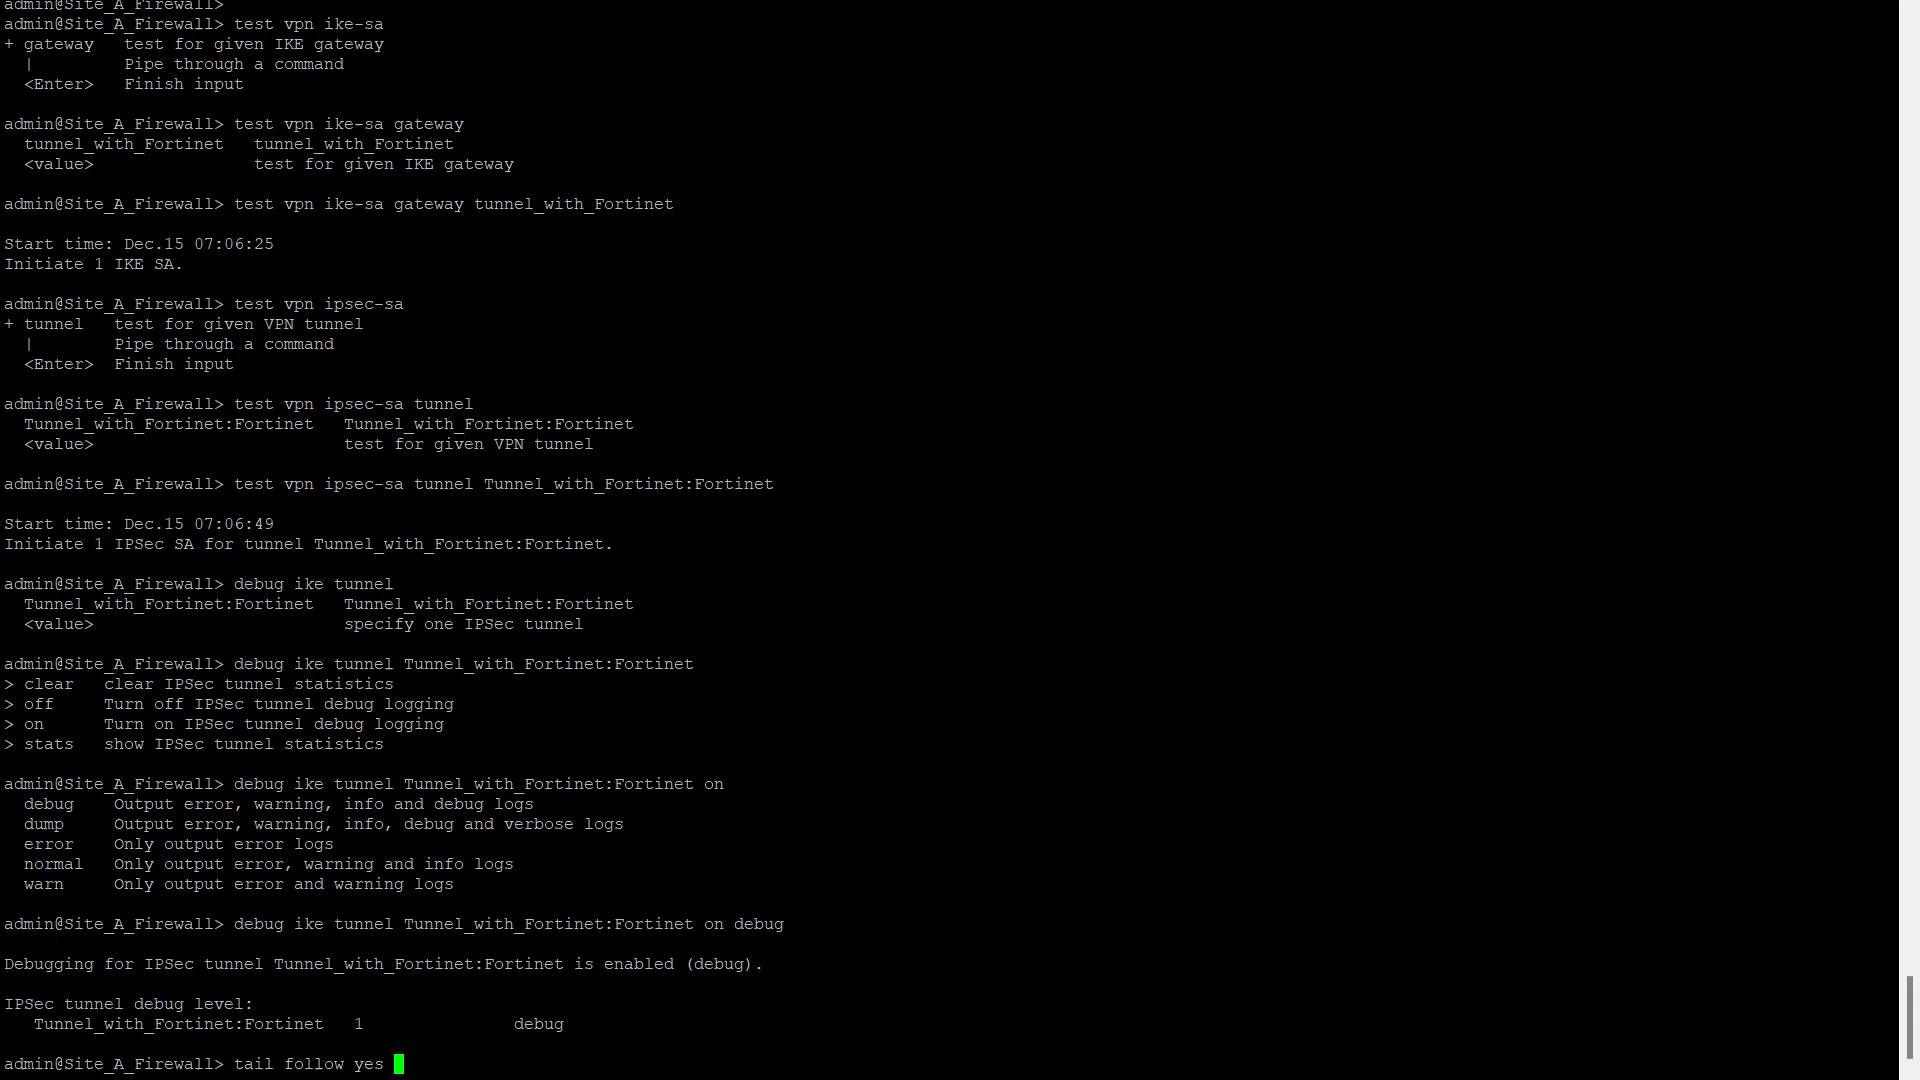 admin@Site_A_Firewall>
admin@Site_A_Firewall> test vpn ike-sa
+ gateway   test for given IKE gateway
  |         Pipe through a command
  <Enter>   Finish input
admin@Site_A_Firewall> test vpn ike-sa gateway
  tunnel_with_Fortinet   tunnel_with_Fortinet
  <value>                test for given IKE gateway
admin@Site_A_Firewall> test vpn ike-sa gateway tunnel_with_Fortinet
Start time: Dec.15 07:06:25
Initiate 1 IKE SA.
admin@Site_A_Firewall> test vpn ipsec-sa
+ tunnel   test for given VPN tunnel
  |        Pipe through a command
  <Enter>  Finish input
admin@Site_A_Firewall> test vpn ipsec-sa tunnel
  Tunnel_with_Fortinet:Fortinet   Tunnel_with_Fortinet:Fortinet
  <value>                         test for given VPN tunnel
admin@Site_A_Firewall> test vpn ipsec-sa tunnel Tunnel_with_Fortinet:Fortinet
Start time: Dec.15 07:06:49
Initiate 1 IPSec SA for tunnel Tunnel_with_Fortinet:Fortinet.
admin@Site_A_Firewall> debug ike tunnel
  Tunnel_with_Fortinet:Fortinet   Tunnel_with_Fortinet:Fortinet
  <value>                         specify one IPSec tunnel
admin@Site_A_Firewall> debug ike tunnel Tunnel_with_Fortinet:Fortinet
> clear   clear IPSec tunnel statistics
> off     Turn off IPSec tunnel debug logging
> on      Turn on IPSec tunnel debug logging
> stats   show IPSec tunnel statistics
admin@Site_A_Firewall> debug ike tunnel Tunnel_with_Fortinet:Fortinet on
  debug    Output error, warning, info and debug logs
  dump     Output error, warning, info, debug and verbose logs
  error    Only output error logs
  normal   Only output error, warning and info logs
  warn     Only output error and warning logs
admin@Site_A_Firewall> debug ike tunnel Tunnel_with_Fortinet:Fortinet on debug
Debugging for IPSec tunnel Tunnel_with_Fortinet:Fortinet is enabled (debug).
IPSec tunnel debug level:
   Tunnel_with_Fortinet:Fortinet   1               debug
admin@Site_A_Firewall> tail follow yes